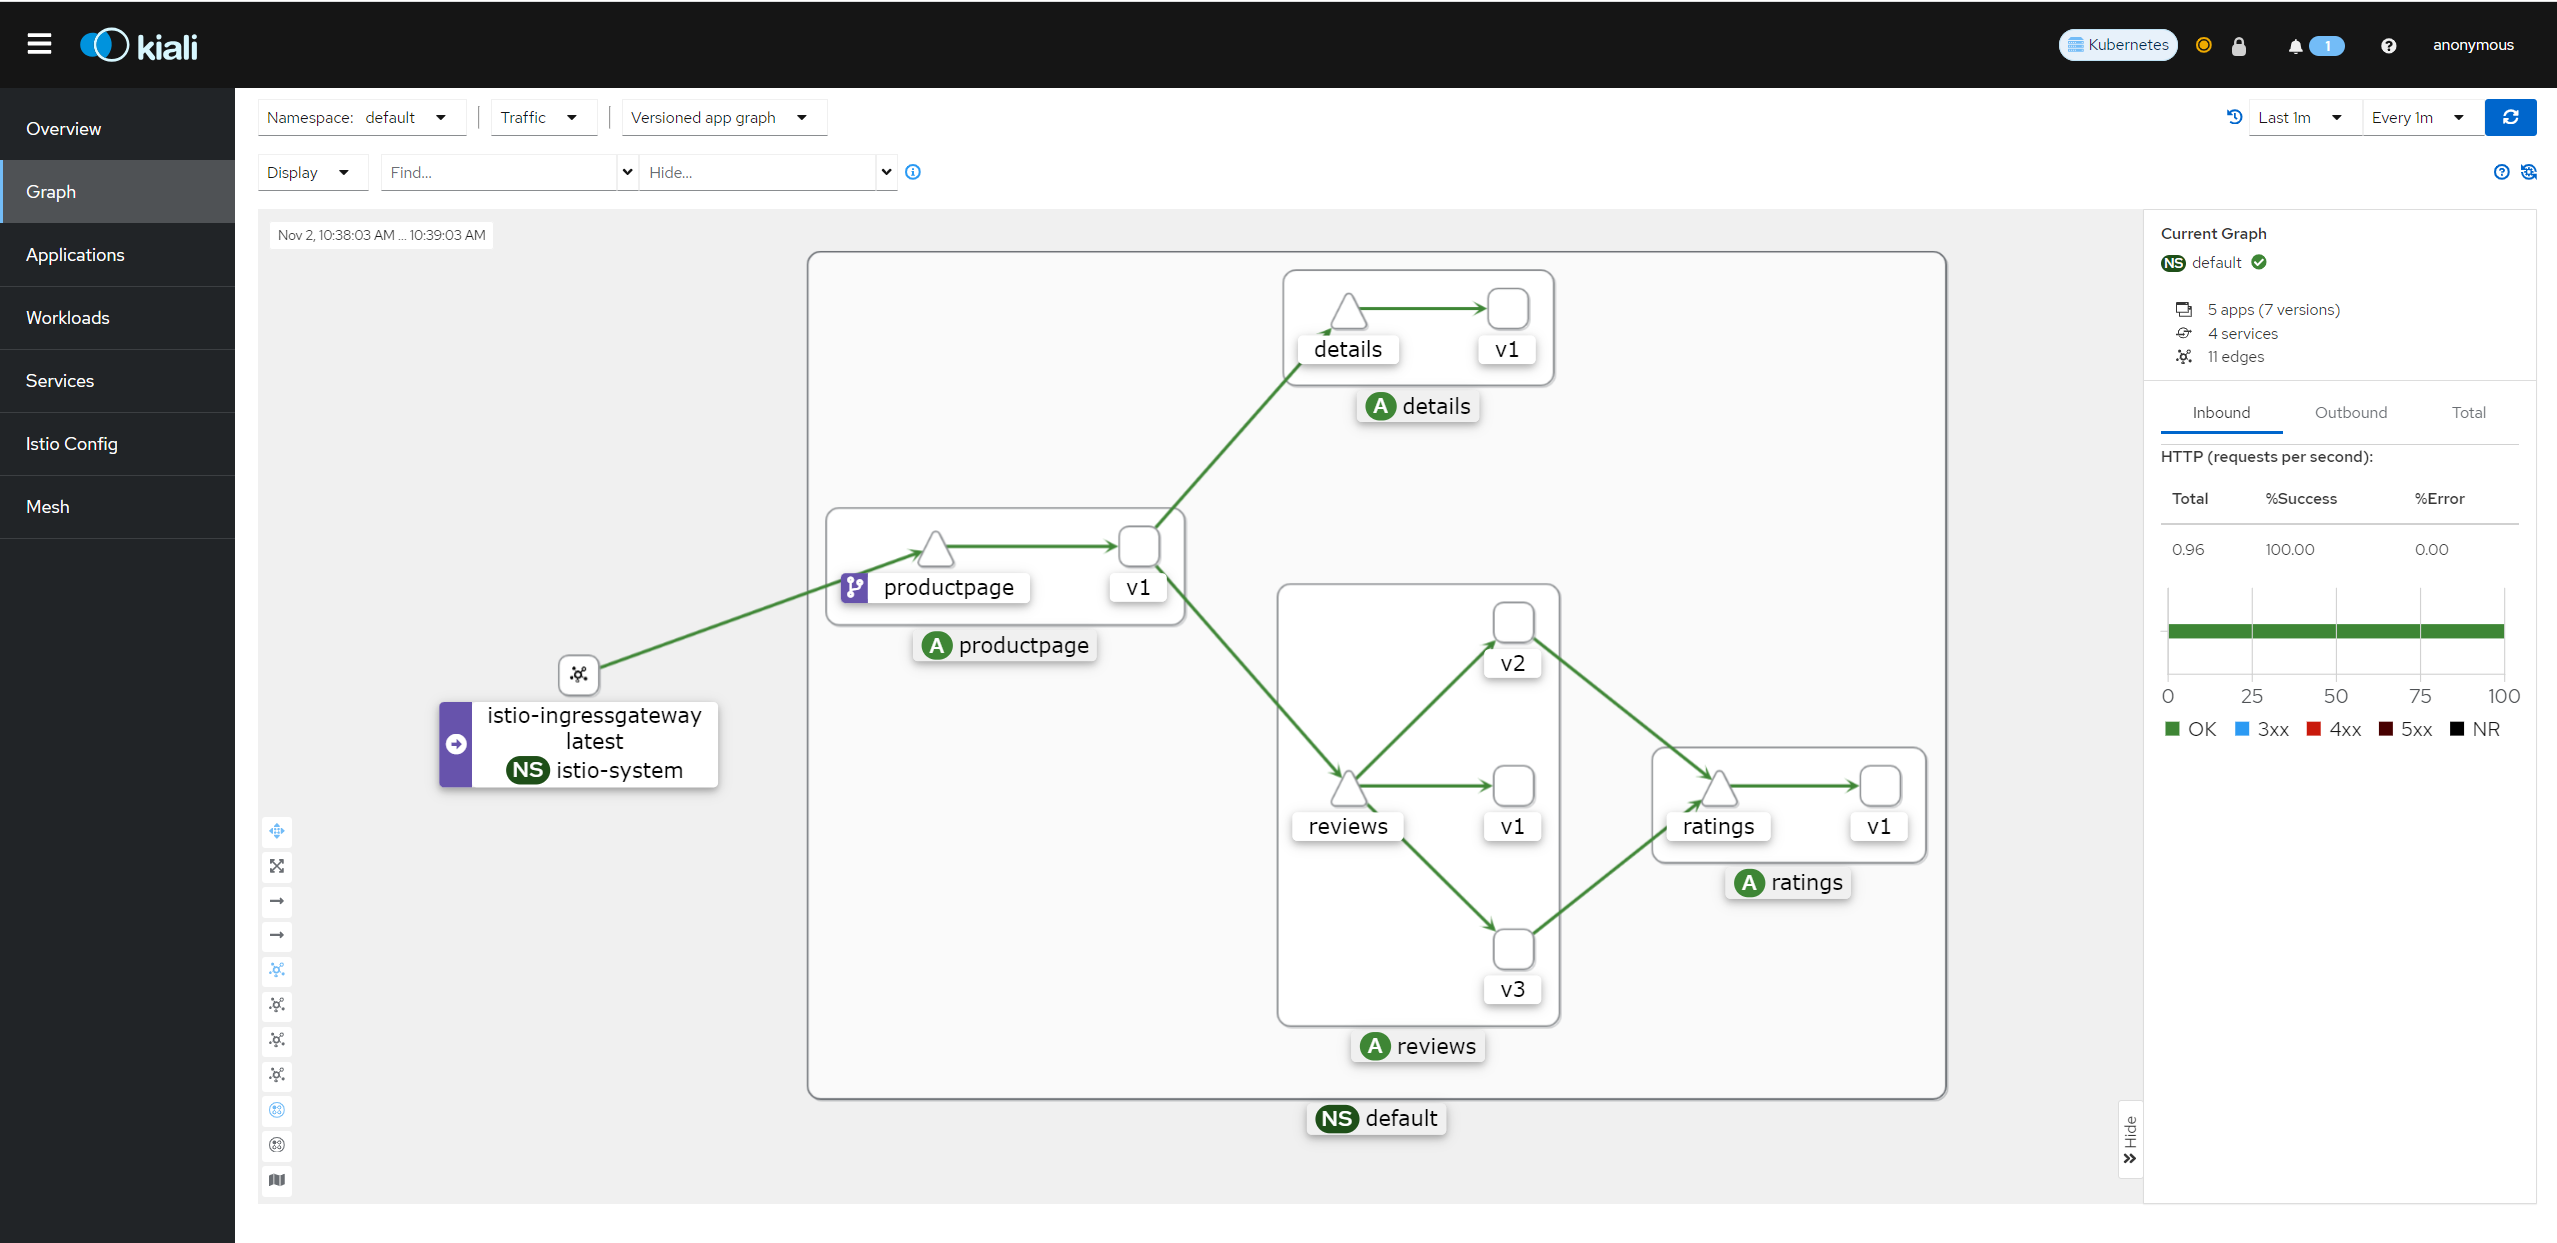 kiali
Kubernetes
1
anonymous
Overview
Graph
Applications
Workloads
Services
Istio Config
Mesh
Namespace: default
Traffic
Versioned app graph
Last 1m
Every 1m
Display
Find...
Hide...
Nov 2, 10:38:03 AM ... 10:39:03 AM
details
v1
A details
productpage
v1
A productpage
istio-ingressgateway
latest
NS istio-system
v2
reviews
v1
v3
A reviews
ratings
v1
A ratings
NS default
Hide
Current Graph
NS default
5 apps (7 versions)
4 services
11 edges
Inbound Outbound Total
HTTP (requests per second):
Total %Success %Error
0.96 100.00 0.00
0 25 50 75 100
OK 3xx 4xx 5xx NR